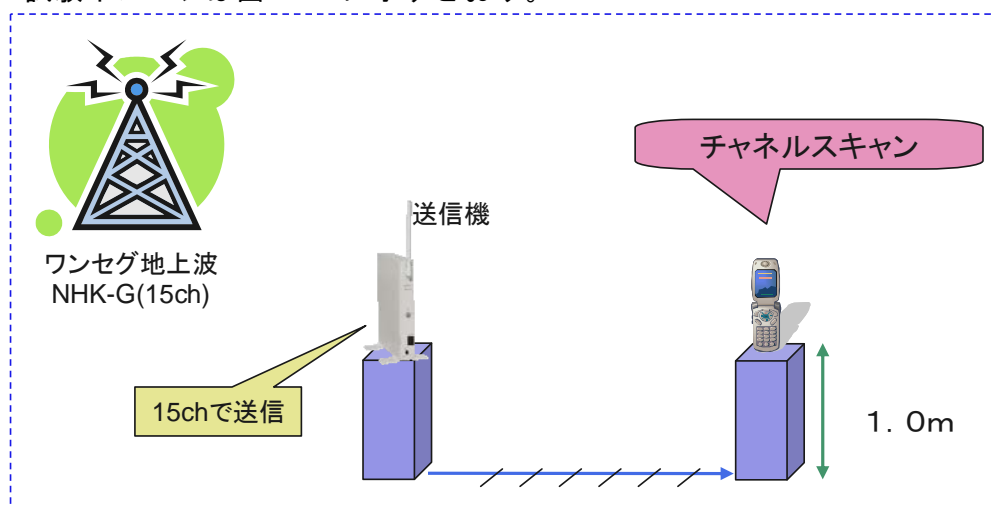 チャネルスキャン
送信機
ワンセグ地上波
NHK-G(15ch)
15chで送信
1．0m